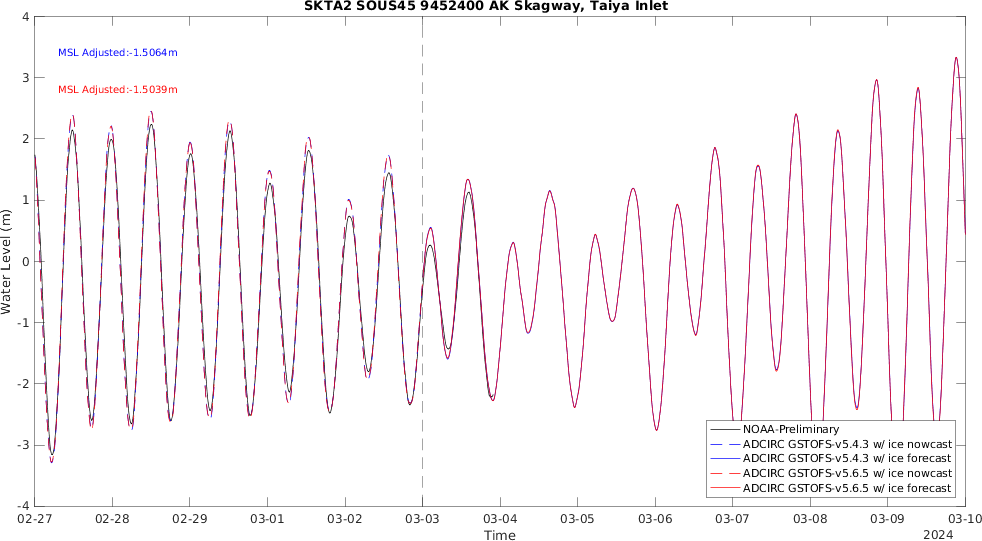 SKTA2 SOUS45 9452400 AK Skagway, Taiya Inlet
MSL Adjusted:-1.5064m
MSL Adjusted:-1.5039m
Water Level (m)
4
3
2
1
0
-1
-2
-3
-4
NOAA-Preliminary
ADCIRC GSTOFS-v5.4.3 w/ ice nowcast
ADCIRC GSTOFS-v5.4.3 w/ ice forecast
ADCIRC GSTOFS-v5.6.5 w/ ice nowcast
ADCIRC GSTOFS-v5.6.5 w/ ice forecast
02-27 02-28 02-29 03-01 03-02 03-03 03-04 03-05 03-06 03-07 03-08 03-09 03-10
Time
2024